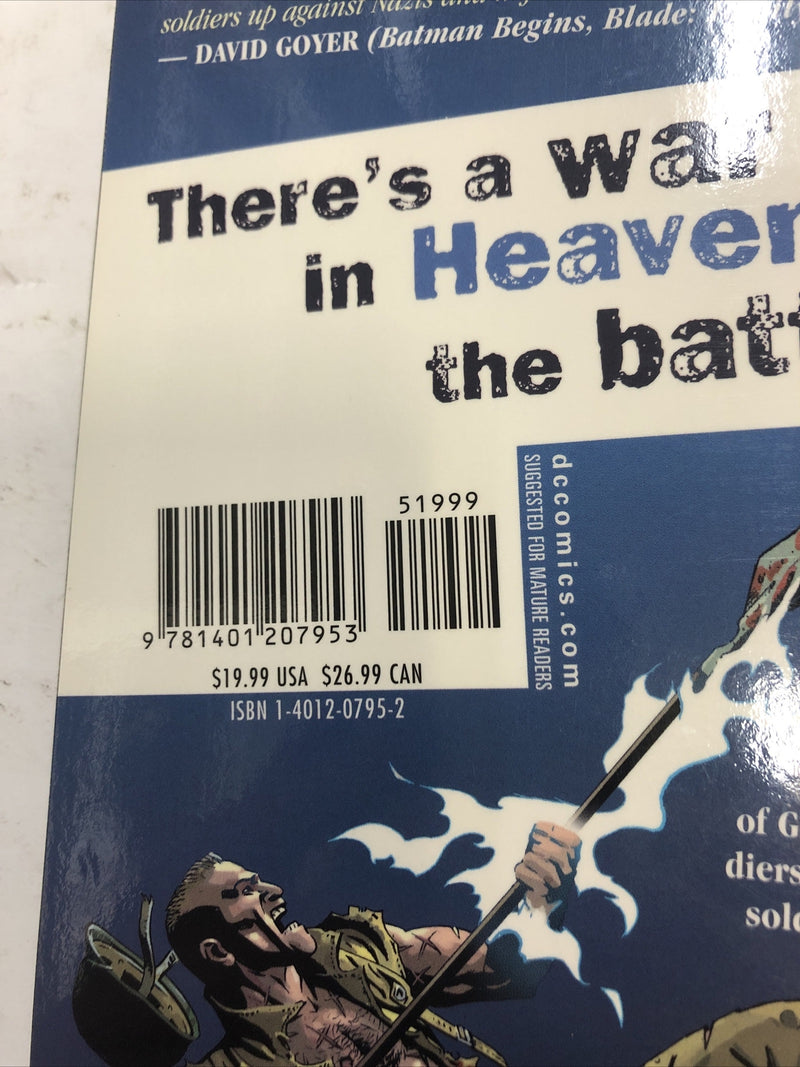 soldiers up against Nazis and
— DAVID GOYER (Batman Begins, Blade:
There's a war
in Heaven
the batt
51999
9 781401 207953
$19.99 USA $26.99 CAN
ISBN 1-4012-0795-2
dccomics.com
SUGGESTED FOR MATURE READERS
of G
diers
sold